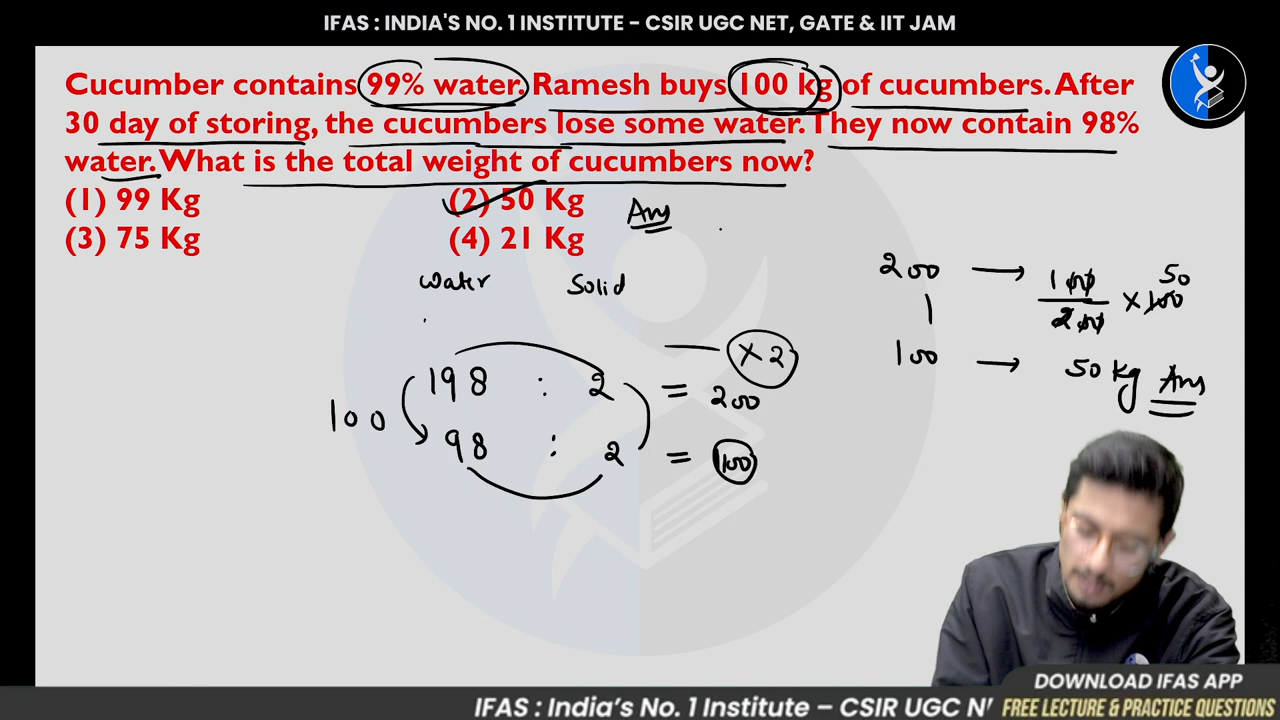 IFAS : INDIA'S NO. 1 INSTITUTE – CSIR UGC NET, GATE & IIT JAM
Cucumber contains 99% water. Ramesh buys 100 kg of cucumbers. After
30 day of storing, the cucumbers lose some water. They now contain 98%
water. What is the total weight of cucumbers now?
(1) 99 Kg (2) 50 Kg Ans
(3) 75 Kg (4) 21 Kg
Water Solid
198 : 2 = 200 × 2
100
98 : 2 = 100
200 → 100/200 × 100 50
1
100 → 50 kg Ans
DOWNLOAD IFAS APP
IFAS : India's No. 1 Institute – CSIR UGC N
FREE LECTURE & PRACTICE QUESTIONS